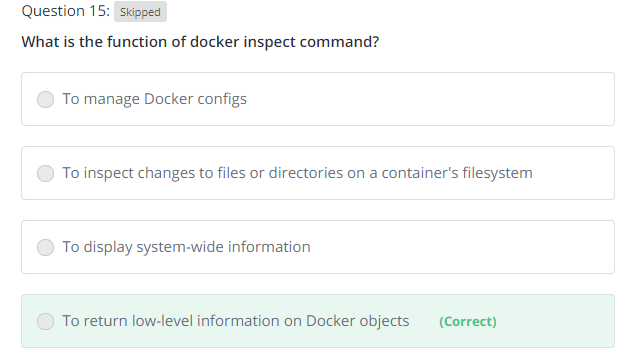 Question 15: Skipped
What is the function of docker inspect command?
To manage Docker configs
To inspect changes to files or directories on a container's filesystem
To display system-wide information
To return low-level information on Docker objects (Correct)